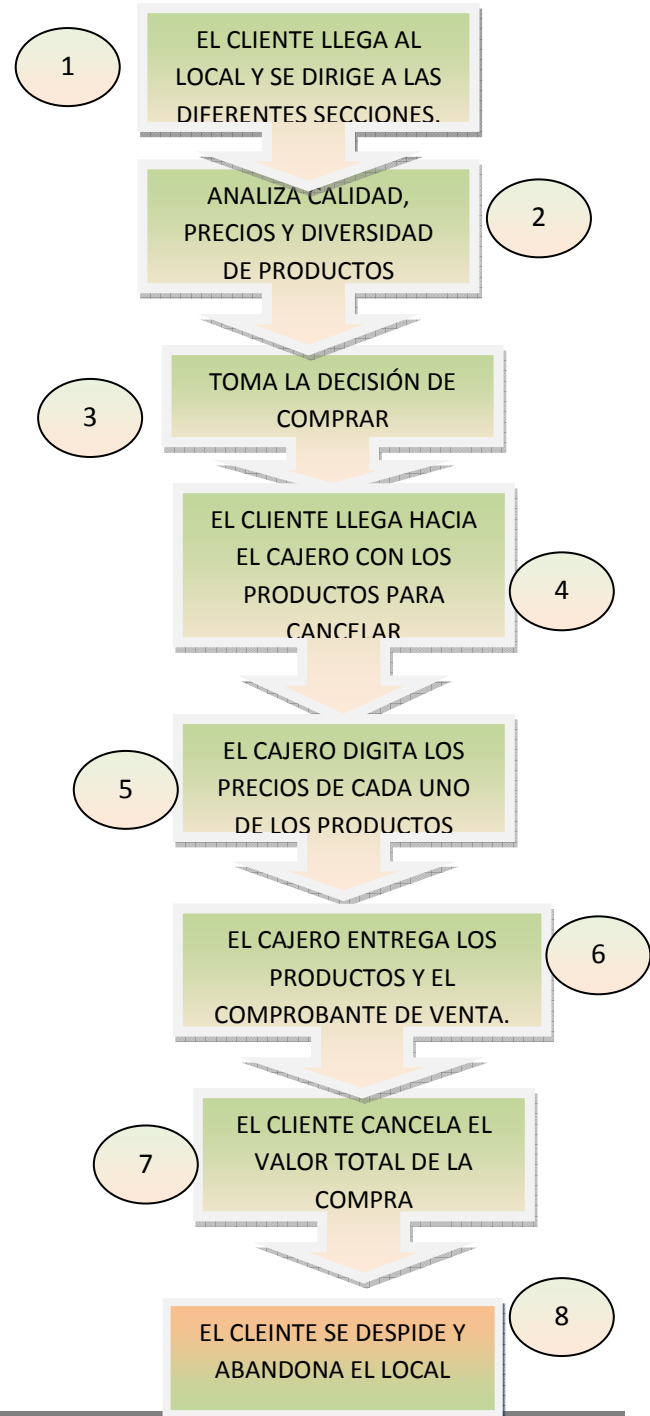 1
EL CLIENTE LLEGA AL
LOCAL Y SE DIRIGE A LAS
DIFERENTES SECCIONES.
ANALIZA CALIDAD,
PRECIOS Y DIVERSIDAD
DE PRODUCTOS
2
3
TOMA LA DECISIÓN DE
COMPRAR
EL CLIENTE LLEGA HACIA
EL CAJERO CON LOS
PRODUCTOS PARA
CANCELAR
4
5
EL CAJERO DIGITA LOS
PRECIOS DE CADA UNO
DE LOS PRODUCTOS
EL CAJERO ENTREGA LOS
PRODUCTOS Y EL
COMPROBANTE DE VENTA.
6
7
EL CLIENTE CANCELA EL
VALOR TOTAL DE LA
COMPRA
EL CLEINTE SE DESPIDE Y
ABANDONA EL LOCAL
8